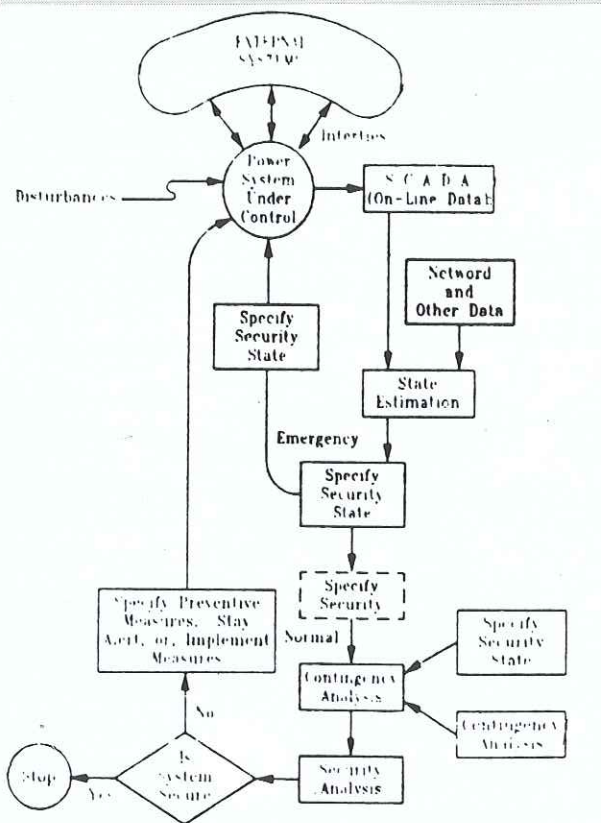 EXTERNAL
SYSTEMS
Interties
Power
System
Under
Control
Disturbances
S C A D A
(On-Line Data)
Netword
and
Other Data
Specify
Security
State
State
Estimation
Emergency
Specify
Security
State
Specify
Security
Normal
Specify Preventive
Measures, Stay
Alert, or, Implement
Measures
Specify
Security
State
Contingency
Analysis
Contingency
Analysis
No
Is
System
Secure
Security
Analysis
Stop
Yes